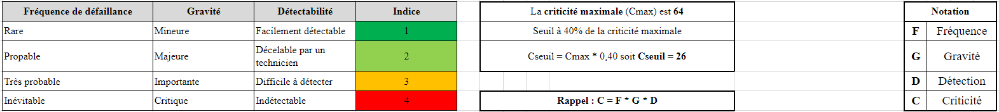 Fréquence de défaillance Gravité Détectabilité Indice
Rare Mineure Facilement détectable 1
Propable Majeure Décelable par un technicien 2
Très probable Importante Difficile à détecter 3
Inévitable Critique Indétectable 4
La criticité maximale (Cmax) est 64
Seuil à 40% de la criticité maximale
Cseuil = Cmax * 0,40 soit Cseuil = 26
Rappel : C = F * G * D
Notation
F Fréquence
G Gravité
D Détection
C Criticité